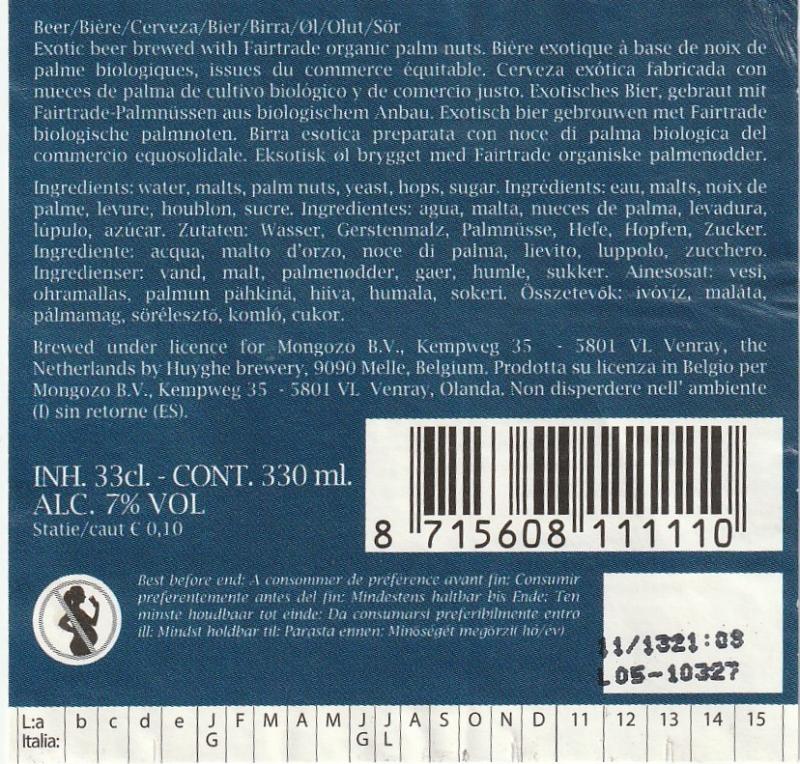 Beer/Bière/Cerveza/Bier/Birra/Øl/Olut/Sör
Exotic beer brewed with Fairtrade organic palm nuts. Bière exotique à base de noix de
palme biologiques, issues du commerce équitable. Cerveza exótica fabricada con
nueces de palma de cultivo biológico y de comercio justo. Exotisches Bier, gebraut mit
Fairtrade-Palmnüssen aus biologischem Anbau. Exotisch bier gebrouwen met Fairtrade
biologische palmnoten. Birra esotica preparata con noce di palma biologica del
commercio equosolidale. Eksotisk øl brygget med Fairtrade organiske palmenødder.
Ingredients: water, malts, palm nuts, yeast, hops, sugar. Ingrédients: eau, malts, noix de
palme, levure, houblon, sucre. Ingredientes: agua, malta, nueces de palma, levadura,
lúpulo, azúcar. Zutaten: Wasser, Gerstenmalz, Palmnüsse, Hefe, Hopfen, Zucker.
Ingrediente: acqua, malto d'orzo, noce di palma, lievito, luppolo, zucchero.
Ingredienser: vand, malt, palmenødder, gaer, humle, sukker. Ainesosat: vesi,
ohramallas, palmun pähkinä, hiiva, humala, sokeri. Összetevők: ivóvíz, maláta,
pálmamag, sörélesztő, komló, cukor.
Brewed under licence for Mongozo B.V., Kempweg 35 - 5801 VL Venray, the
Netherlands by Huyghe brewery, 9090 Melle, Belgium. Prodotta su licenza in Belgio per
Mongozo B.V., Kempweg 35 - 5801 VL Venray, Olanda. Non disperdere nell' ambiente
(I) sin retorne (ES).
INH. 33cl. - CONT. 330 ml.
ALC. 7% VOL
Statie/caut € 0,10
8 715608 111110
Best before end: A consommer de préférence avant fin: Consumir
preferentemente antes del fin: Mindestens haltbar bis Ende: Ten
minste houdbaar tot einde: Da consumarsi preferibilmente entro
ill: Mindst holdbar til: Parasta ennen: Minőségét megőrzii hó/év)
11/1321:08
L05-10327
L:a b c d e J F M A M J J A S O N D 11 12 13 14 15
Italia: G G L